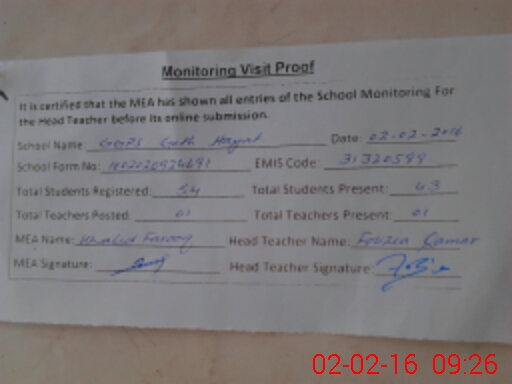 Monitoring Visit Proof
It is certified that the MEA has shown all entries of the School Monitoring For
the Head Teacher before its online submission.
School Name Date: 02-02-2016
School Form No: EMIS Code: 31320599
Total Students Registered: 54 Total Students Present: 43
Total Teachers Posted: 01 Total Teachers Present: 01
MEA Name: Khalid Farooq Head Teacher Name: Fouzia Qamar
MEA Signature: Head Teacher Signature:
02-02-16 09:26